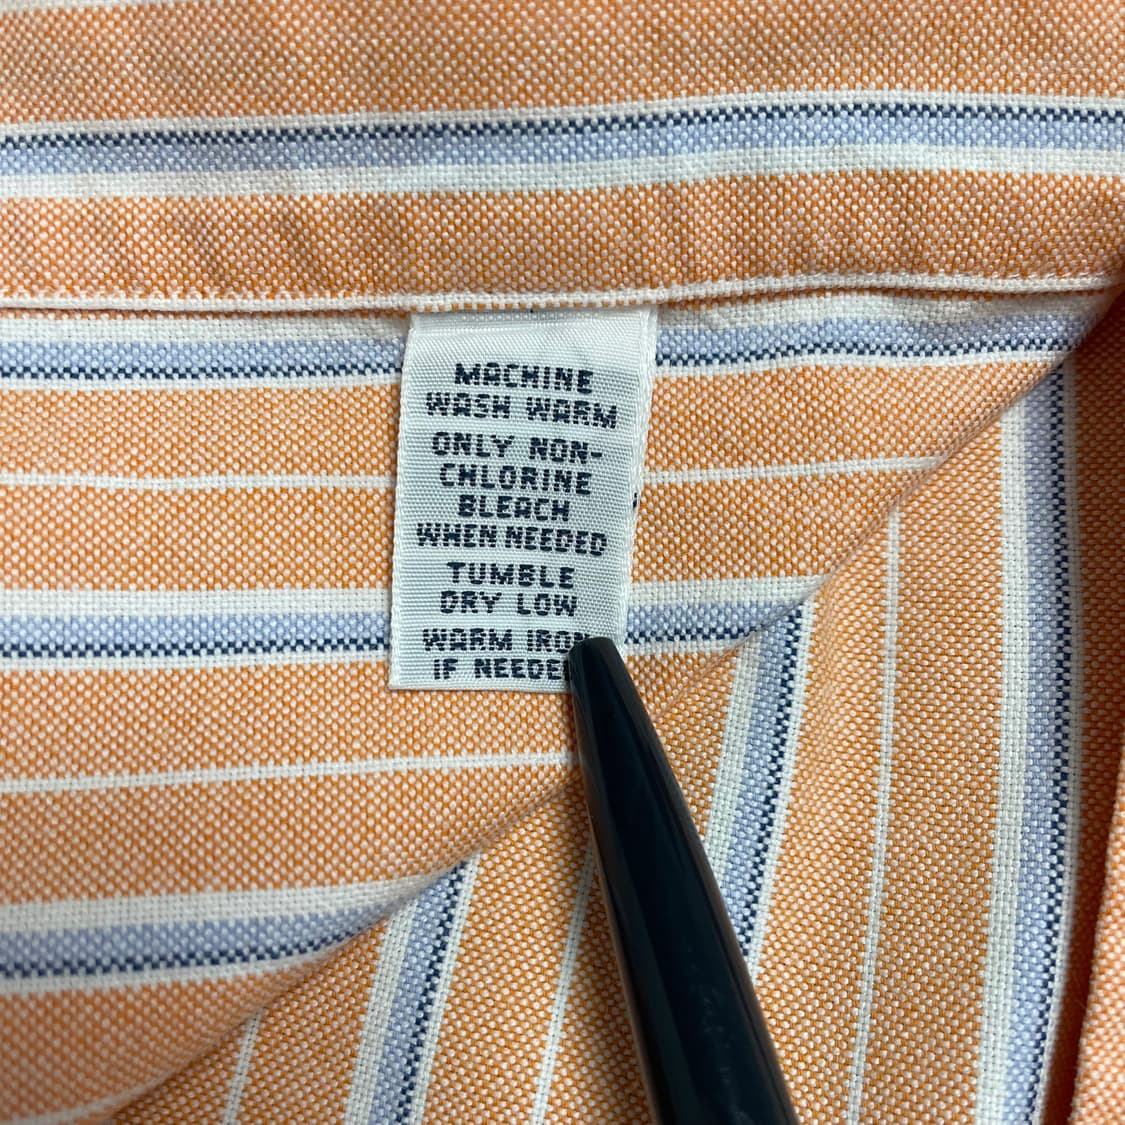 MACHINE
WASH WARM
ONLY NON-
CHLORINE
BLEACH
WHEN NEEDED
TUMBLE
DRY LOW
WARM IRON
IF NEEDED